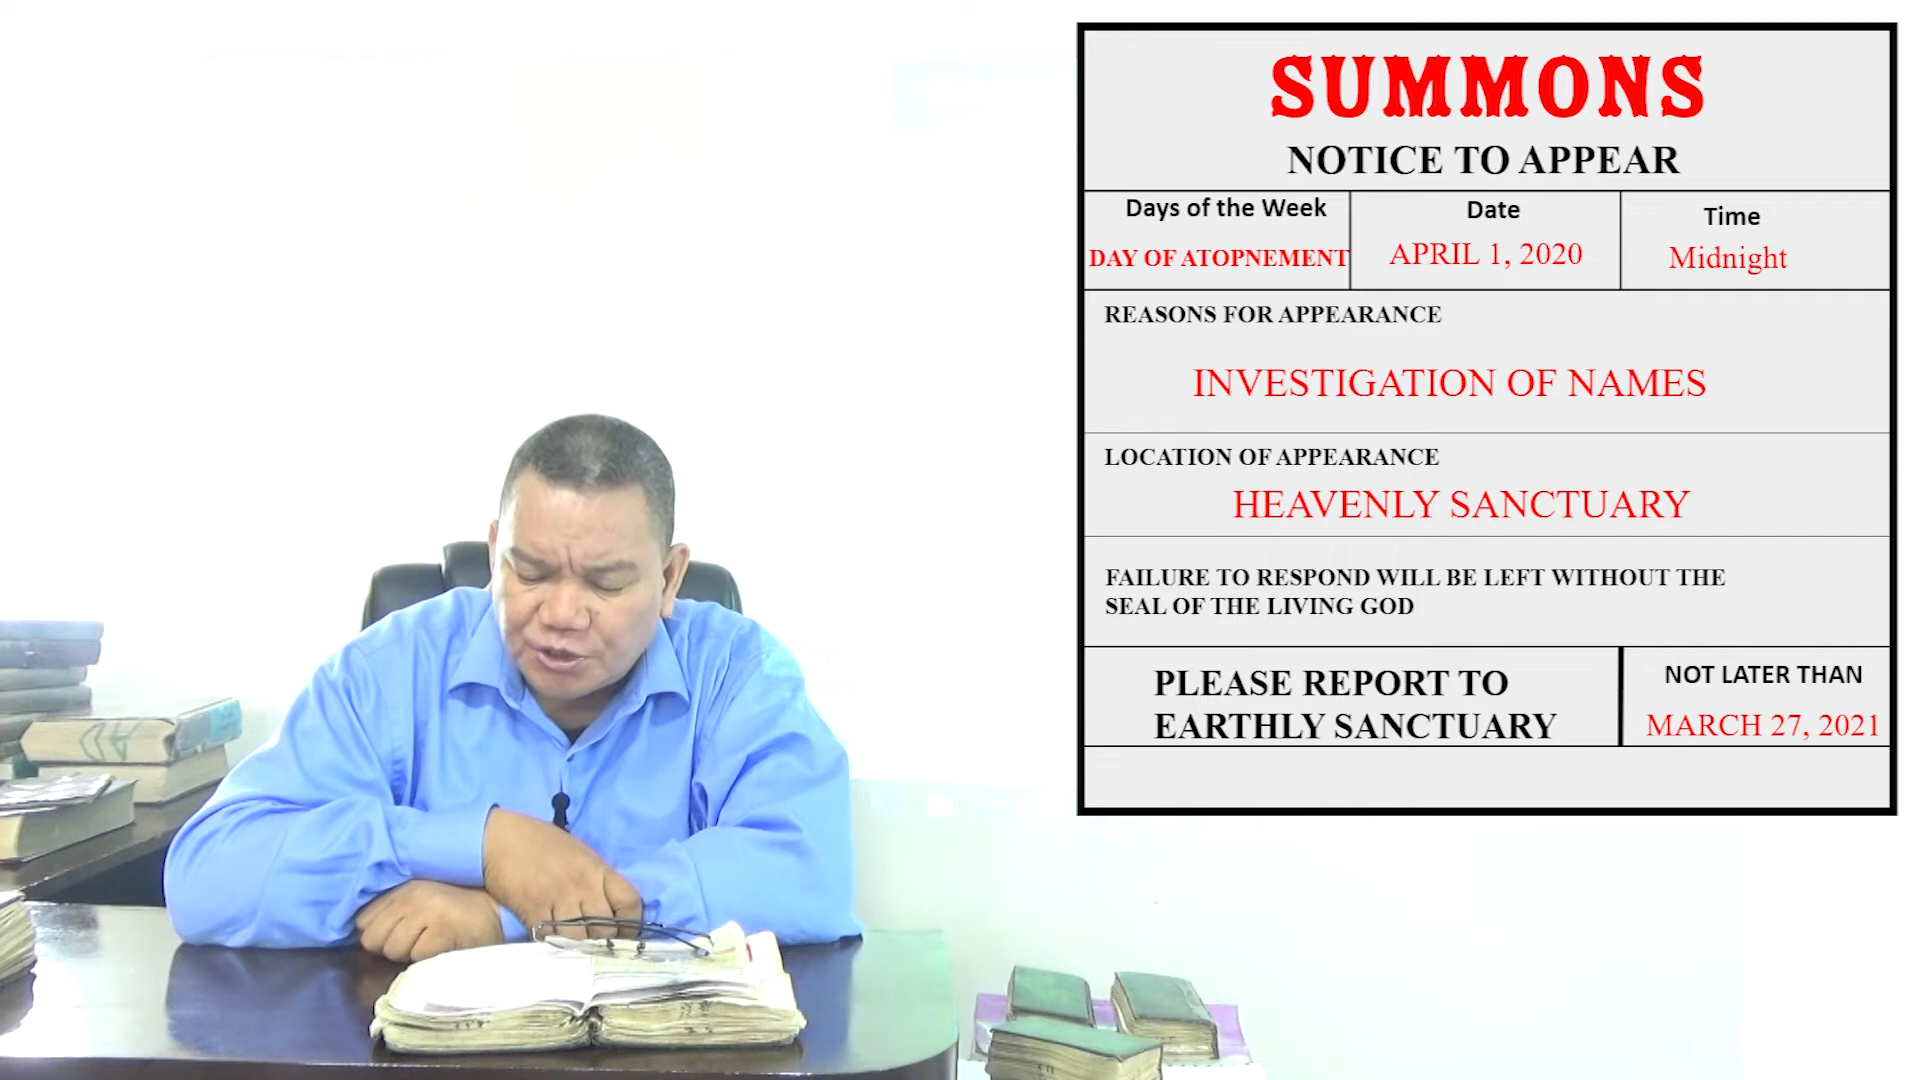 SUMMONS
NOTICE TO APPEAR
Days of the Week
Date
Time
DAY OF ATOPNEMENT
APRIL 1, 2020
Midnight
REASONS FOR APPEARANCE
INVESTIGATION OF NAMES
LOCATION OF APPEARANCE
HEAVENLY SANCTUARY
FAILURE TO RESPOND WILL BE LEFT WITHOUT THE
SEAL OF THE LIVING GOD
PLEASE REPORT TO
EARTHLY SANCTUARY
NOT LATER THAN
MARCH 27, 2021